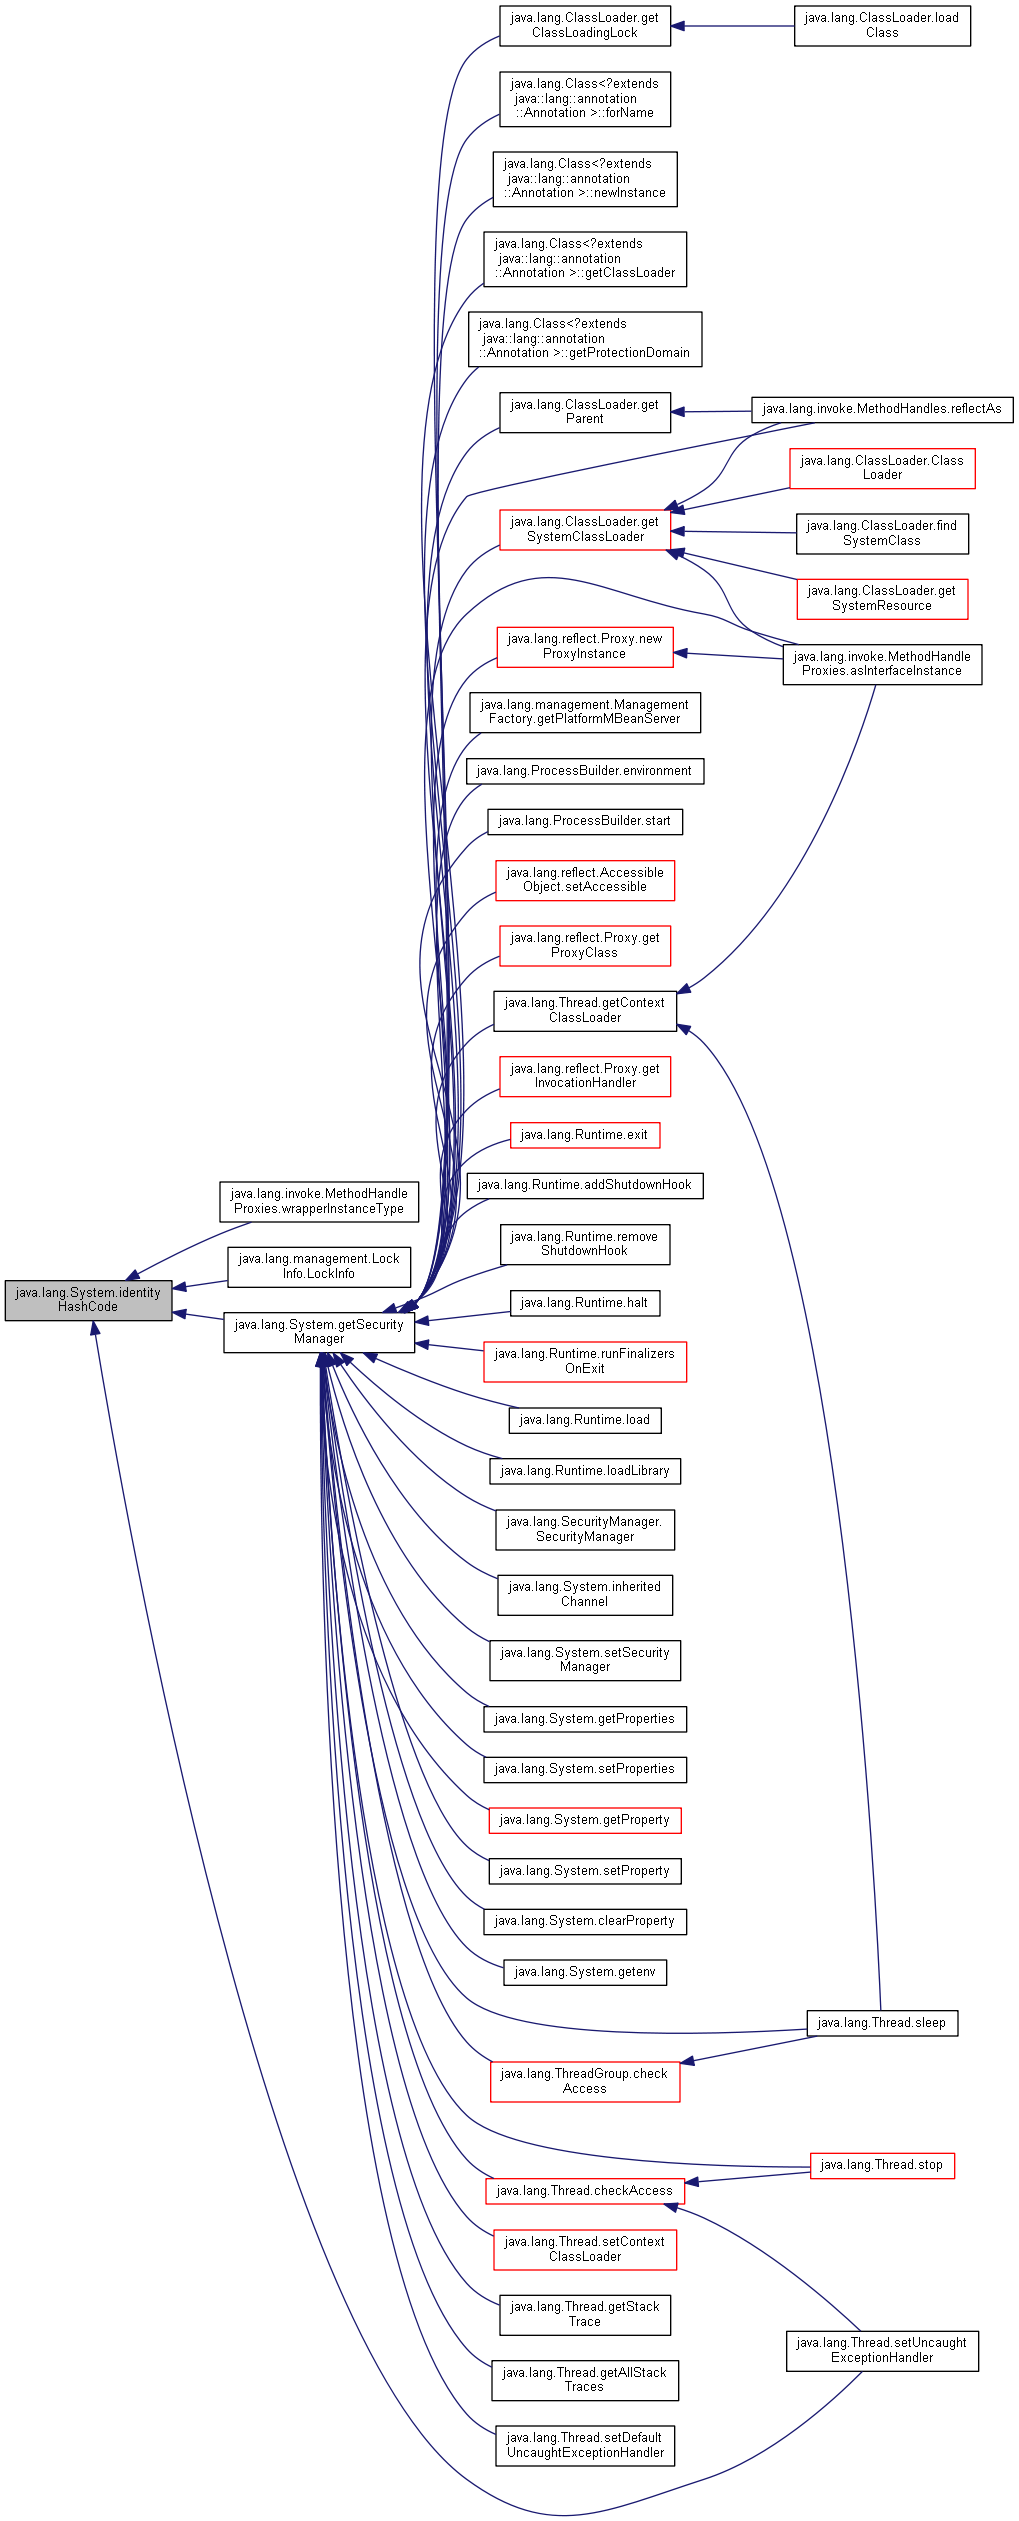 java.lang.System.identity
HashCode
java.lang.invoke.MethodHandle
Proxies.wrapperInstanceType
java.lang.management.Lock
Info.LockInfo
java.lang.System.getSecurity
Manager
java.lang.ClassLoader.get
ClassLoadingLock
java.lang.Class<?extends
java::lang::annotation
::Annotation >::forName
java.lang.Class<?extends
java::lang::annotation
::Annotation >::newInstance
java.lang.Class<?extends
java::lang::annotation
::Annotation >::getClassLoader
java.lang.Class<?extends
java::lang::annotation
::Annotation >::getProtectionDomain
java.lang.ClassLoader.get
Parent
java.lang.ClassLoader.get
SystemClassLoader
java.lang.reflect.Proxy.new
ProxyInstance
java.lang.management.Management
Factory.getPlatformMBeanServer
java.lang.ProcessBuilder.environment
java.lang.ProcessBuilder.start
java.lang.reflect.Accessible
Object.setAccessible
java.lang.reflect.Proxy.get
ProxyClass
java.lang.Thread.getContext
ClassLoader
java.lang.reflect.Proxy.get
InvocationHandler
java.lang.Runtime.exit
java.lang.Runtime.addShutdownHook
java.lang.Runtime.remove
ShutdownHook
java.lang.Runtime.halt
java.lang.Runtime.runFinalizers
OnExit
java.lang.Runtime.load
java.lang.Runtime.loadLibrary
java.lang.SecurityManager.
SecurityManager
java.lang.System.inherited
Channel
java.lang.System.setSecurity
Manager
java.lang.System.getProperties
java.lang.System.setProperties
java.lang.System.getProperty
java.lang.System.setProperty
java.lang.System.clearProperty
java.lang.System.getenv
java.lang.ThreadGroup.check
Access
java.lang.Thread.checkAccess
java.lang.Thread.setContext
ClassLoader
java.lang.Thread.getStack
Trace
java.lang.Thread.getAllStack
Traces
java.lang.Thread.setDefault
UncaughtExceptionHandler
java.lang.ClassLoader.load
Class
java.lang.invoke.MethodHandles.reflectAs
java.lang.ClassLoader.Class
Loader
java.lang.ClassLoader.find
SystemClass
java.lang.ClassLoader.get
SystemResource
java.lang.invoke.MethodHandle
Proxies.asInterfaceInstance
java.lang.Thread.sleep
java.lang.Thread.stop
java.lang.Thread.setUncaught
ExceptionHandler